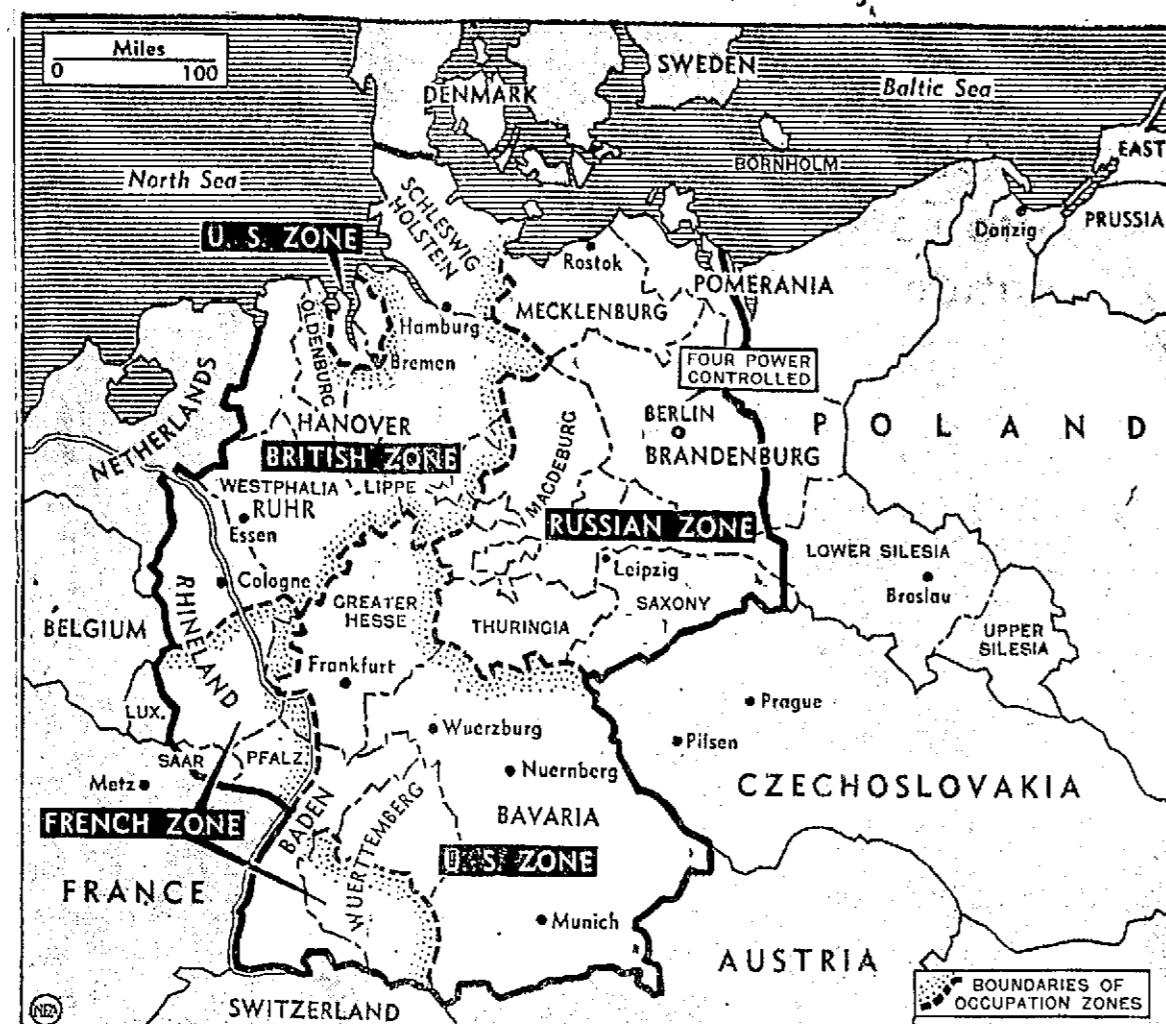 Miles
0 100
SWEDEN
DENMARK
Baltic Sea
EAST
PRUSSIA
BORNHOLM
North Sea
SCHLESWIG
HOLSTEIN
U. S. ZONE
Danzig
Rostok
POMERANIA
MECKLENBURG
OLDENBURG
Hamburg
Bremen
FOUR POWER
CONTROLLED
NETHERLANDS
HANOVER
BERLIN
POLAND
BRITISH ZONE
BRANDENBURG
MAGDEBURG
WESTPHALIA
LIPPE
RUHR
Essen
RUSSIAN ZONE
LOWER SILESIA
Leipzig
Cologne
RHINELAND
Braslau
GREATER
HESSE
SAXONY
BELGIUM
THURINGIA
UPPER
SILESIA
Frankfurt
LUX.
Prague
Wuerzburg
Pilsen
SAAR
PFALZ
Metz
Nuernberg
CZECHOSLOVAKIA
FRENCH ZONE
BADEN
WUERTTEMBERG
BAVARIA
U. S. ZONE
FRANCE
Munich
AUSTRIA
SWITZERLAND
BOUNDARIES OF
OCCUPATION ZONES
NEA